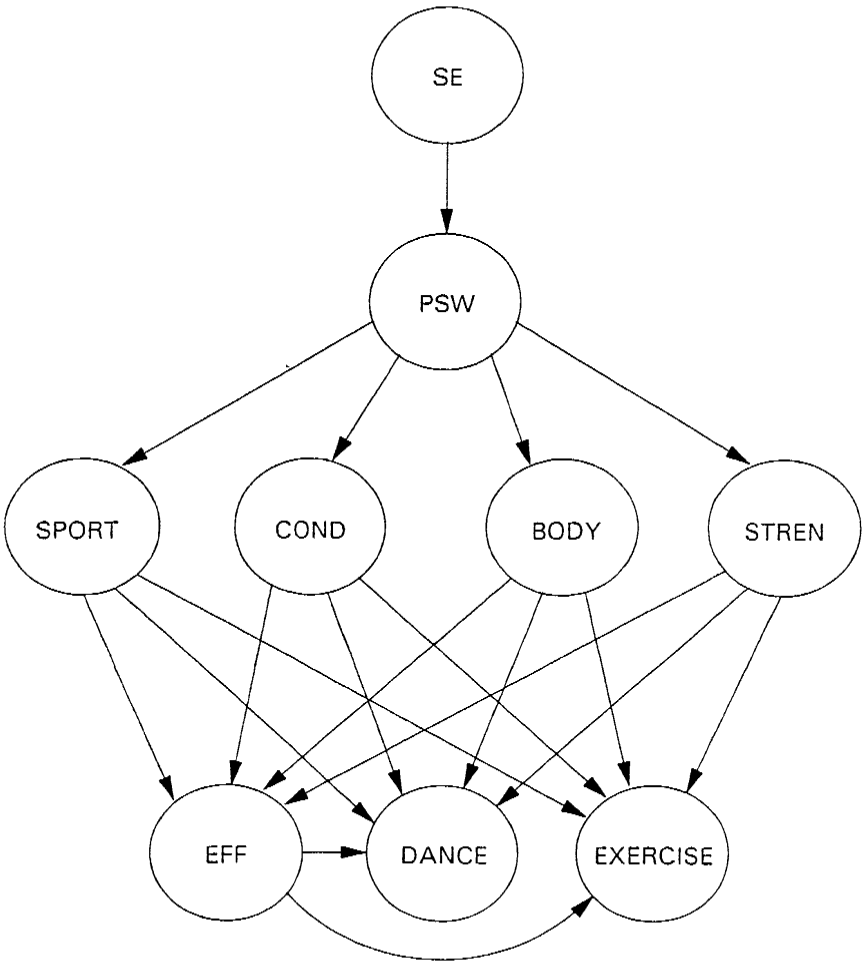 SE
PSW
SPORT
COND
BODY
STREN
EFF
DANCE
EXERCISE